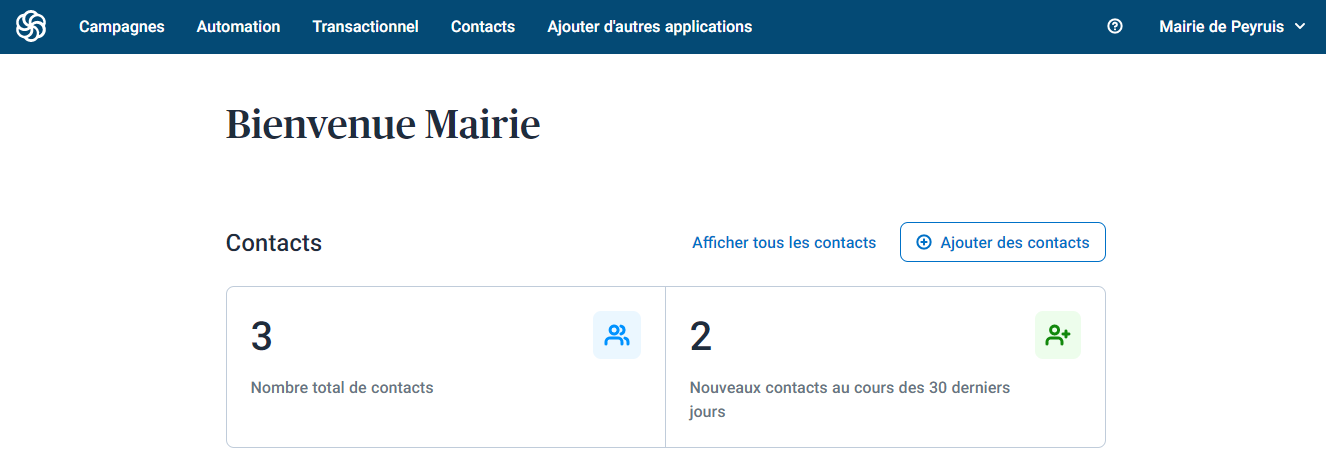 Campagnes Automation Transactionnel Contacts Ajouter d'autres applications Mairie de Peyruis
Bienvenue Mairie
Contacts Afficher tous les contacts Ajouter des contacts
3
Nombre total de contacts
2
Nouveaux contacts au cours des 30 derniers
jours